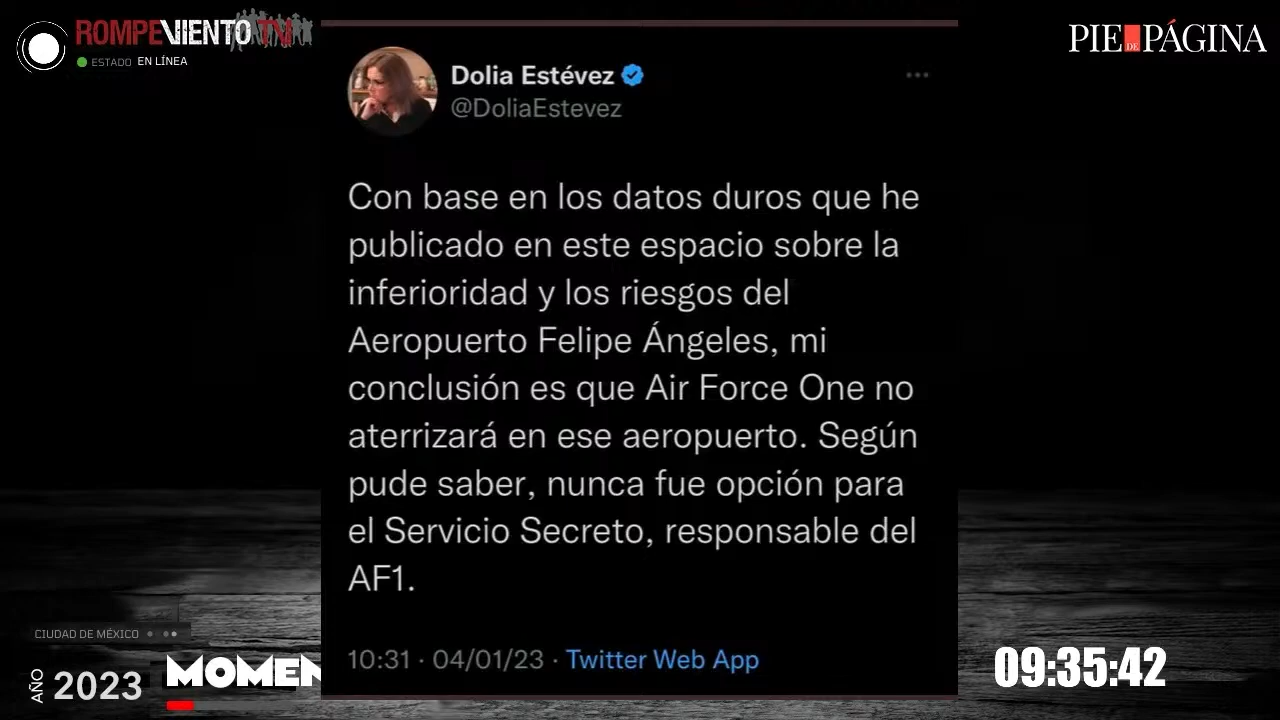 ROMPEVIENTO TV
ESTADO EN LÍNEA
PIE DE PÁGINA
Dolia Estévez
@DoliaEstevez
Con base en los datos duros que he
publicado en este espacio sobre la
inferioridad y los riesgos del
Aeropuerto Felipe Ángeles, mi
conclusión es que Air Force One no
aterrizará en ese aeropuerto. Según
pude saber, nunca fue opción para
el Servicio Secreto, responsable del
AF1.
10:31 · 04/01/23 · Twitter Web App
CIUDAD DE MÉXICO
AÑO 2023
MOMEN
09:35:42